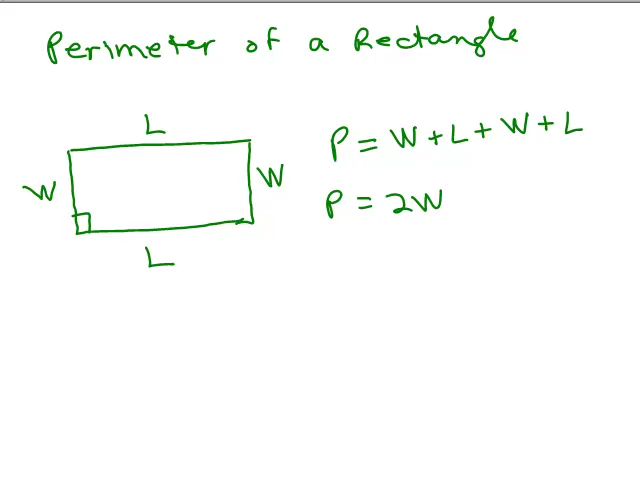 Perimeter of a Rectangle
L
P = W + L + W + L
W
W
P = 2W
L